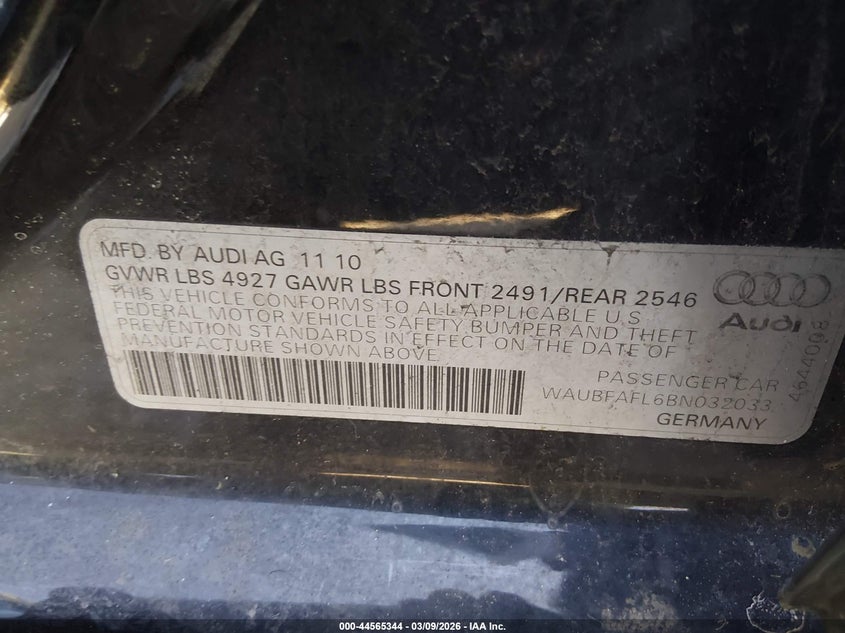 MFD. BY AUDI AG 11 10
GVWR LBS 4927 GAWR LBS FRONT 2491/REAR 2546
THIS VEHICLE CONFORMS TO ALL APPLICABLE U.S.
FEDERAL MOTOR VEHICLE SAFETY, BUMPER AND THEFT
PREVENTION STANDARDS IN EFFECT ON THE DATE OF
MANUFACTURE SHOWN ABOVE.
Audi
PASSENGER CAR
WAUBFAFL6BN032033
GERMANY
4644008
000-44565344 | 03/09/2026 - IAA Inc.